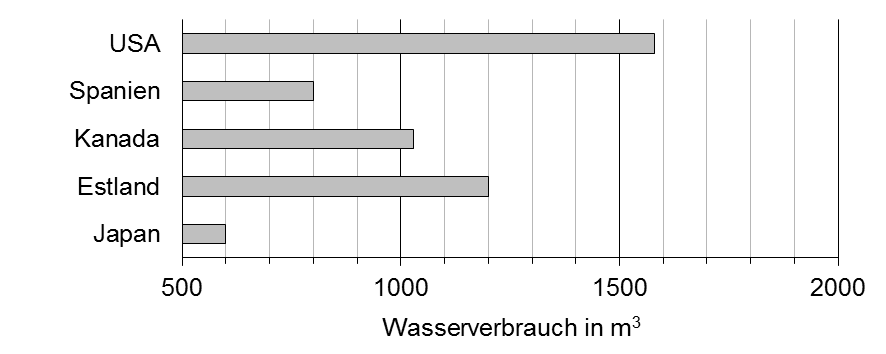 USA
Spanien
Kanada
Estland
Japan
500 1000 1500 2000
Wasserverbrauch in m³